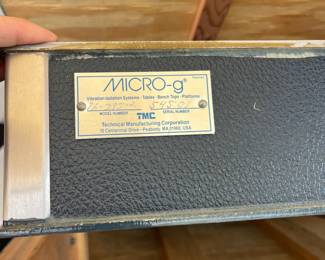 MICRO-g®
Vibration Isolation Systems · Tables · Bench Tops · Platforms
MODEL NUMBER TMC SERIAL NUMBER
Technical Manufacturing Corporation
15 Centennial Drive · Peabody, MA, 01960, USA